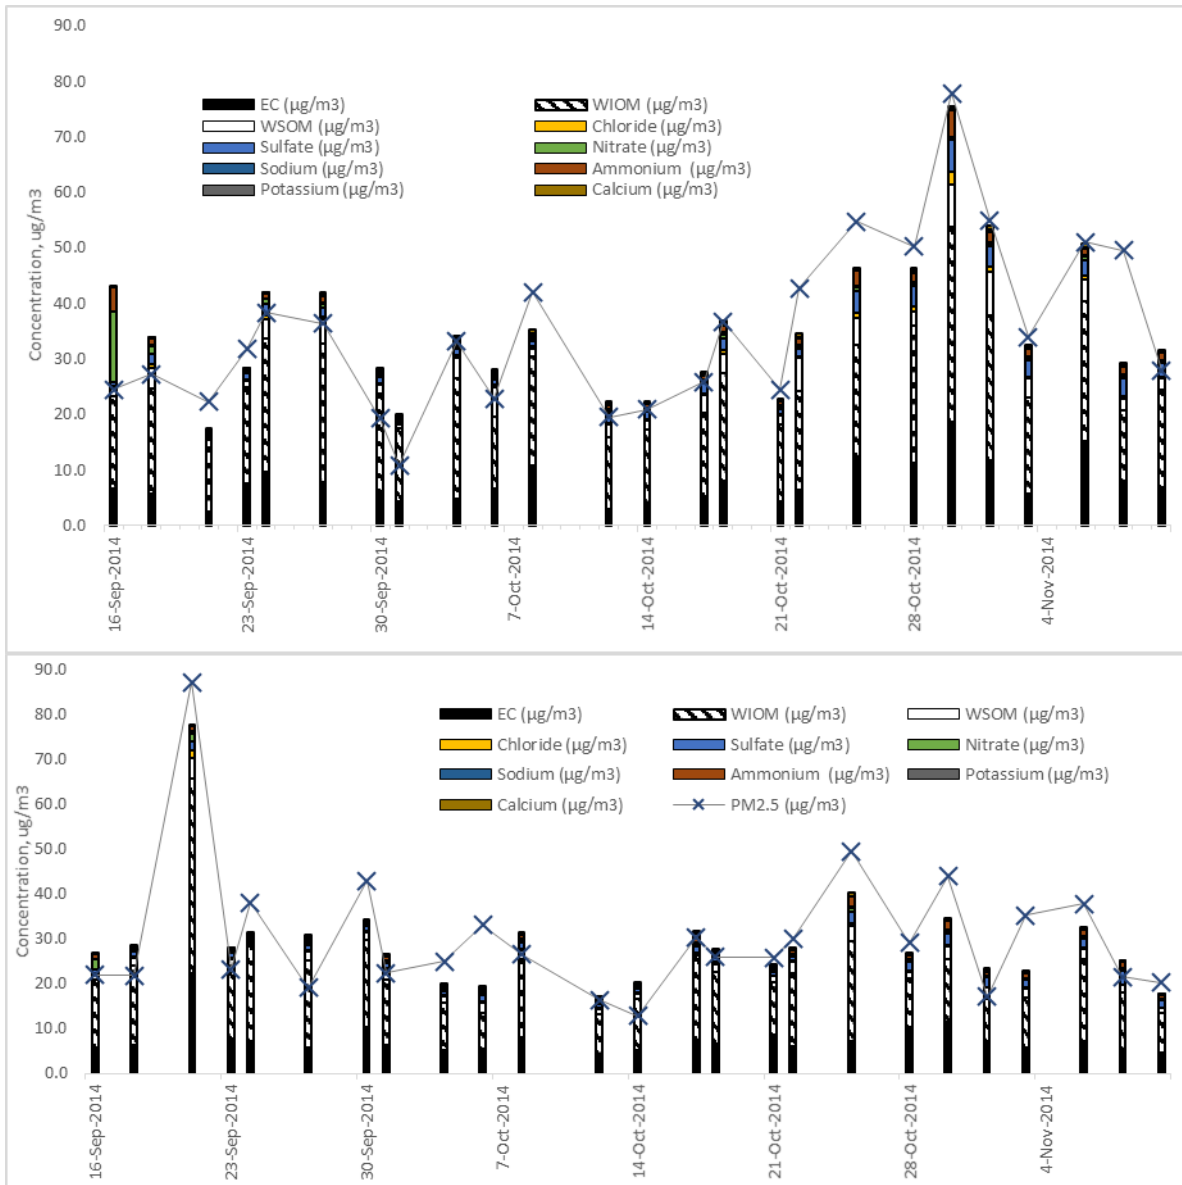 90.0
80.0
70.0
60.0
50.0
40.0
30.0
20.0
10.0
0.0
Concentration, ug/m3
EC (µg/m3) WIOM (µg/m3)
WSOM (µg/m3) Chloride (µg/m3)
Sulfate (µg/m3) Nitrate (µg/m3)
Sodium (µg/m3) Ammonium (µg/m3)
Potassium (µg/m3) Calcium (µg/m3)
16-Sep-2014 23-Sep-2014 30-Sep-2014 7-Oct-2014 14-Oct-2014 21-Oct-2014 28-Oct-2014 4-Nov-2014
90.0
80.0
70.0
60.0
50.0
40.0
30.0
20.0
10.0
0.0
Concentration, ug/m3
EC (µg/m3) WIOM (µg/m3) WSOM (µg/m3)
Chloride (µg/m3) Sulfate (µg/m3) Nitrate (µg/m3)
Sodium (µg/m3) Ammonium (µg/m3) Potassium (µg/m3)
Calcium (µg/m3) PM2.5 (µg/m3)
16-Sep-2014 23-Sep-2014 30-Sep-2014 7-Oct-2014 14-Oct-2014 21-Oct-2014 28-Oct-2014 4-Nov-2014